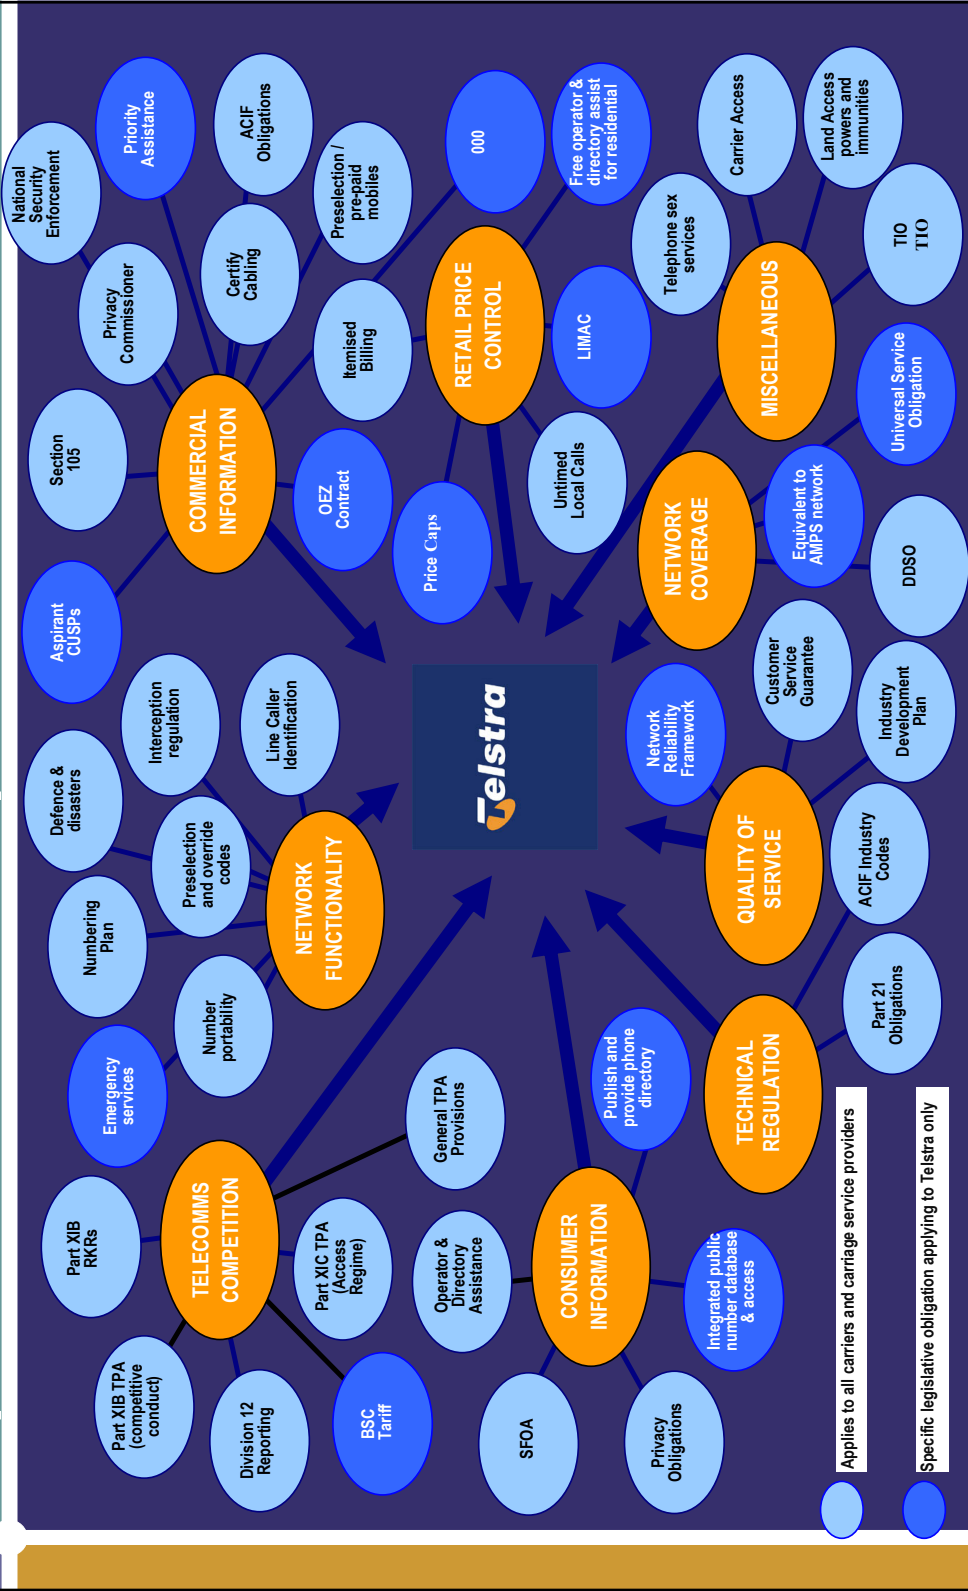 Part XIB TPA
(competitive
conduct)
Part XIB
RKRs
Emergency
services
Numbering
Plan
Defence &
disasters
Aspirant
CUSPs
Section
105
National
Security
Enforcement
Priority
Assistance
Privacy
Commissioner
ACIF
Obligations
Division 12
Reporting
TELECOMMS
COMPETITION
Number
portability
Preselection
and override
codes
Interception
regulation
COMMERCIAL
INFORMATION
Certify
Cabling
Line Caller
Identification
Preselection /
pre-paid
mobiles
BSC
Tariff
Part XIC TPA
(Access
Regime)
NETWORK
FUNCTIONALITY
OEZ
Contract
Itemised
Billing
General TPA
Provisions
Operator &
Directory
Assistance
Price Caps
RETAIL PRICE
CONTROL
000
SFOA
Telstra
Untimed
Local Calls
LIMAC
Free operator &
directory assist
for residential
CONSUMER
INFORMATION
Publish and
provide phone
directory
Privacy
Obligations
Integrated public
number database
& access
Network
Reliability
Framework
NETWORK
COVERAGE
Telephone sex
services
Carrier Access
TECHNICAL
REGULATION
QUALITY OF
SERVICE
Customer
Service
Guarantee
Equivalent to
AMPS network
MISCELLANEOUS
Land Access
powers and
immunities
Part 21
Obligations
ACIF Industry
Codes
Industry
Development
Plan
DDSO
Universal Service
Obligation
TIO
TIO
Applies to all carriers and carriage service providers
Specific legislative obligation applying to Telstra only